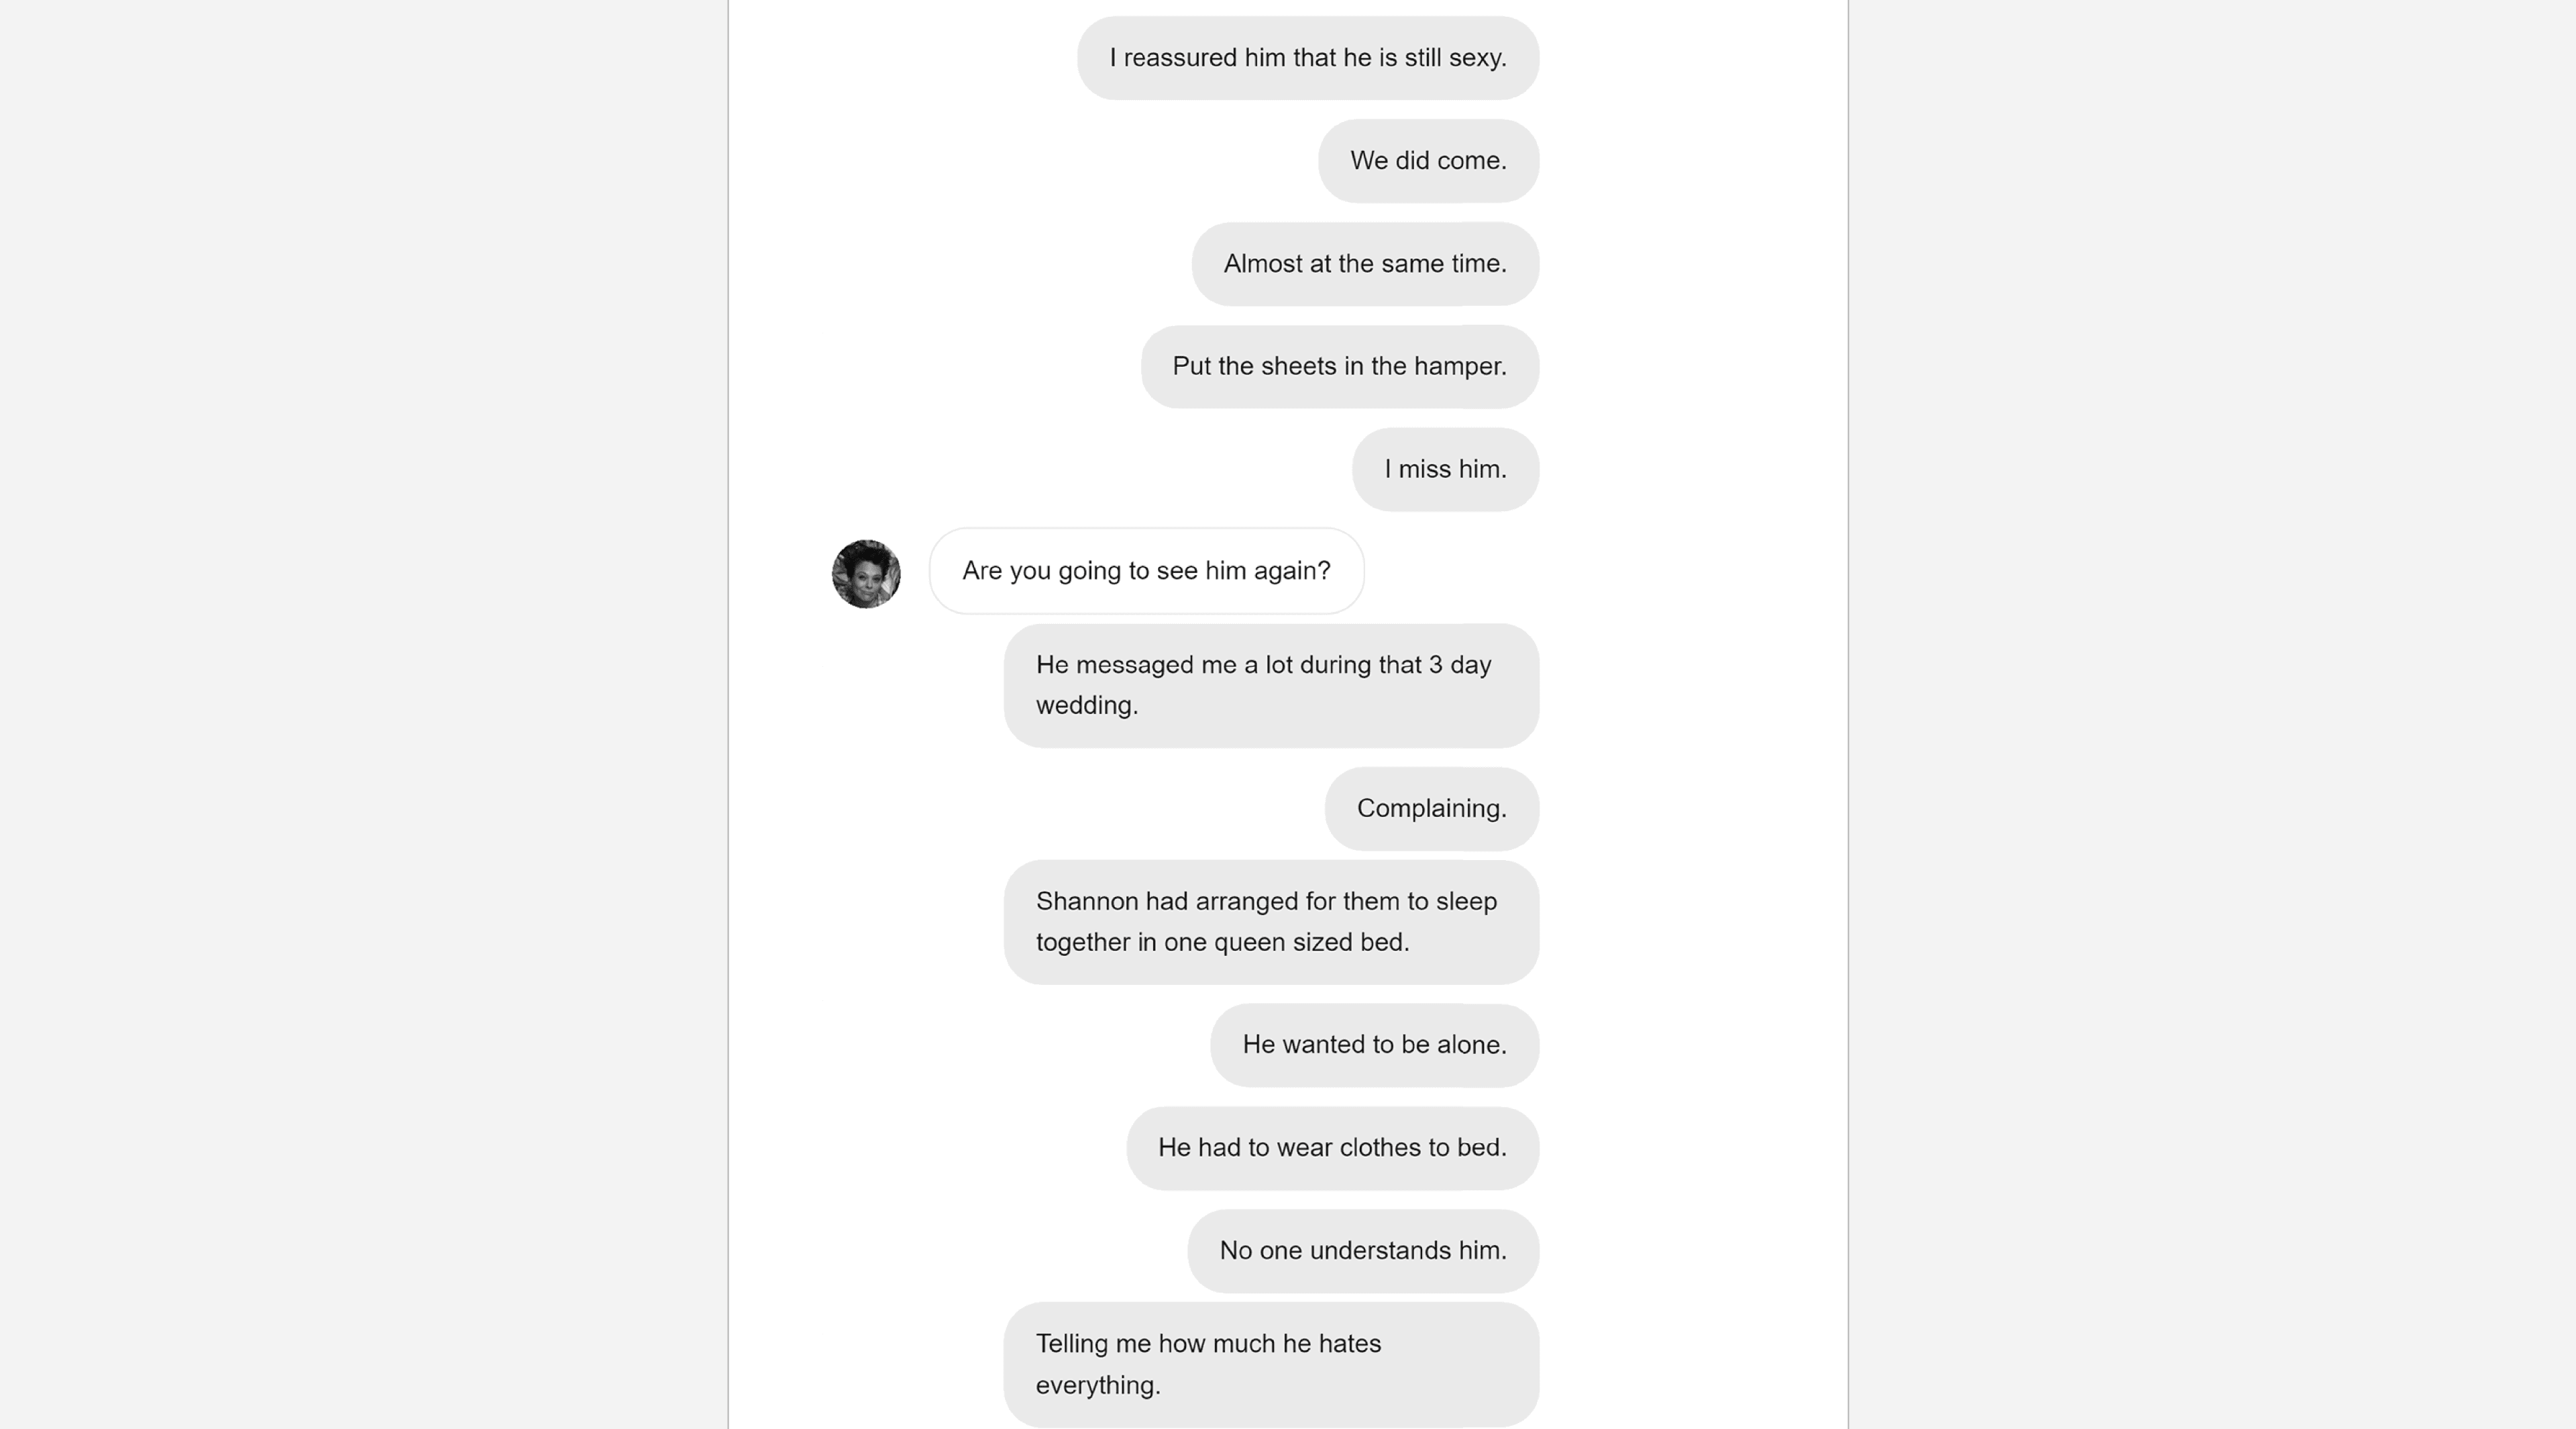 I reassured him that he is still sexy.
We did come.
Almost at the same time.
Put the sheets in the hamper.
I miss him.
Are you going to see him again?
He messaged me a lot during that 3 day
wedding.
Complaining.
Shannon had arranged for them to sleep
together in one queen sized bed.
He wanted to be alone.
He had to wear clothes to bed.
No one understands him.
Telling me how much he hates
everything.